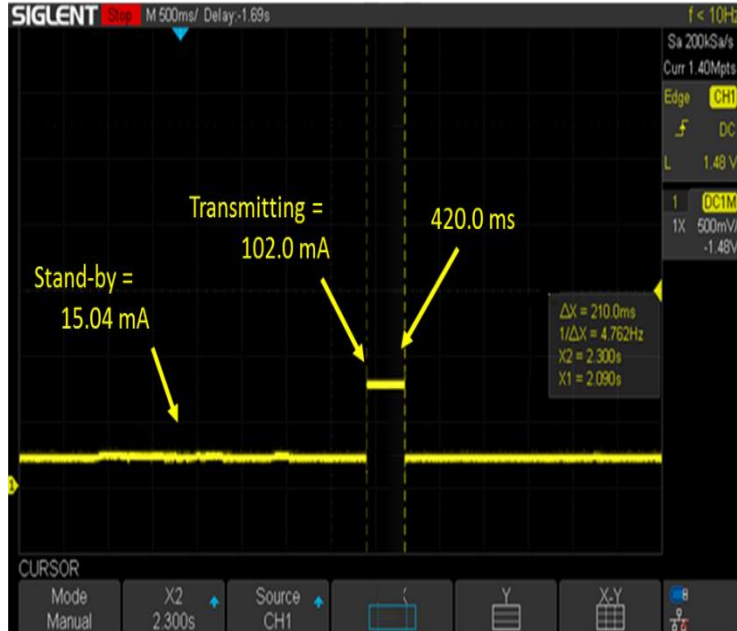 SIGLENT Stop M 500ms/ Delay:-1.69s f < 10Hz
Sa 200kSa/s
Curr 1.40Mpts
Edge CH1
DC
L 1.48 V
1 DC1M
1X 500mV/
-1.48V
Transmitting =
102.0 mA
420.0 ms
Stand-by =
15.04 mA
ΔX = 210.0ms
1/ΔX = 4.762Hz
X2 = 2.300s
X1 = 2.090s
1
CURSOR
Mode
Manual
X2
2.300s
Source
CH1
Y
X-Y